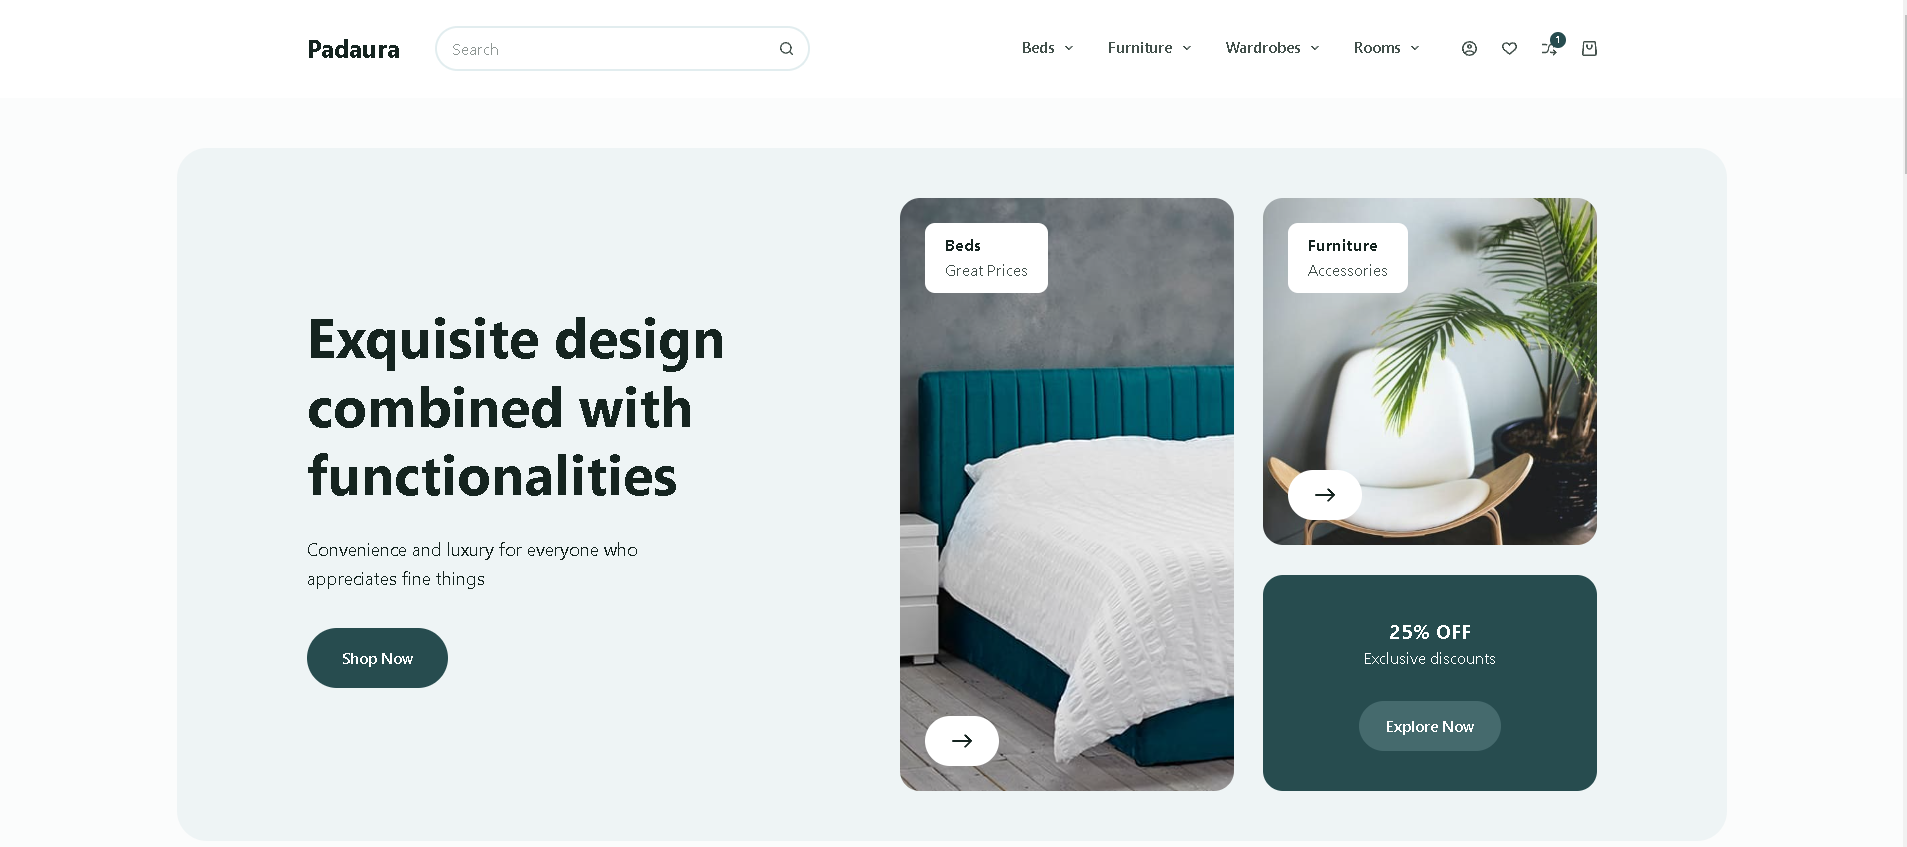 Padaura
Search
Beds
Furniture
Wardrobes
Rooms
1
Exquisite design
combined with
functionalities
Convenience and luxury for everyone who
appreciates fine things
Shop Now
Beds
Great Prices
Furniture
Accessories
25% OFF
Exclusive discounts
Explore Now